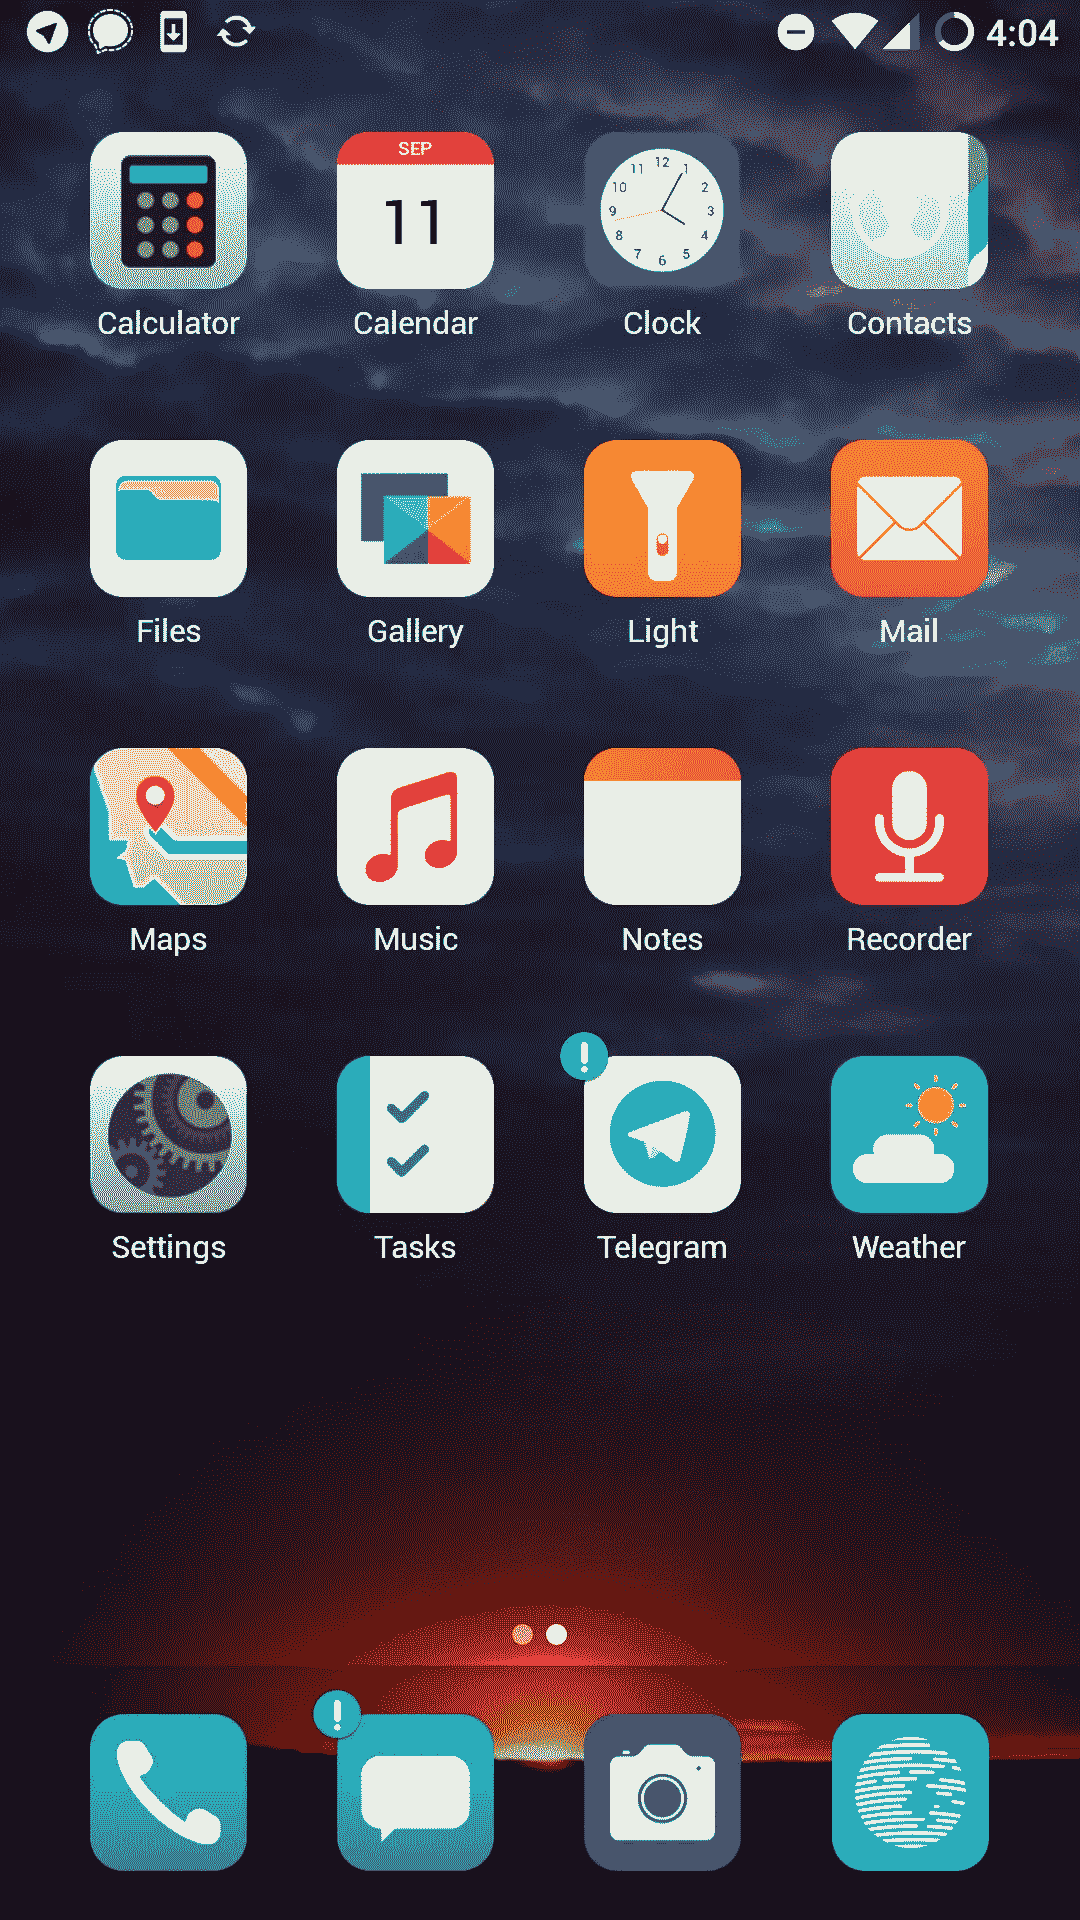 4:04
SEP
11
12
1
2
3
4
5
6
7
8
9
10
11
Calculator
Calendar
Clock
Contacts
Files
Gallery
Light
Mail
Maps
Music
Notes
Recorder
!
Settings
Tasks
Telegram
Weather
!